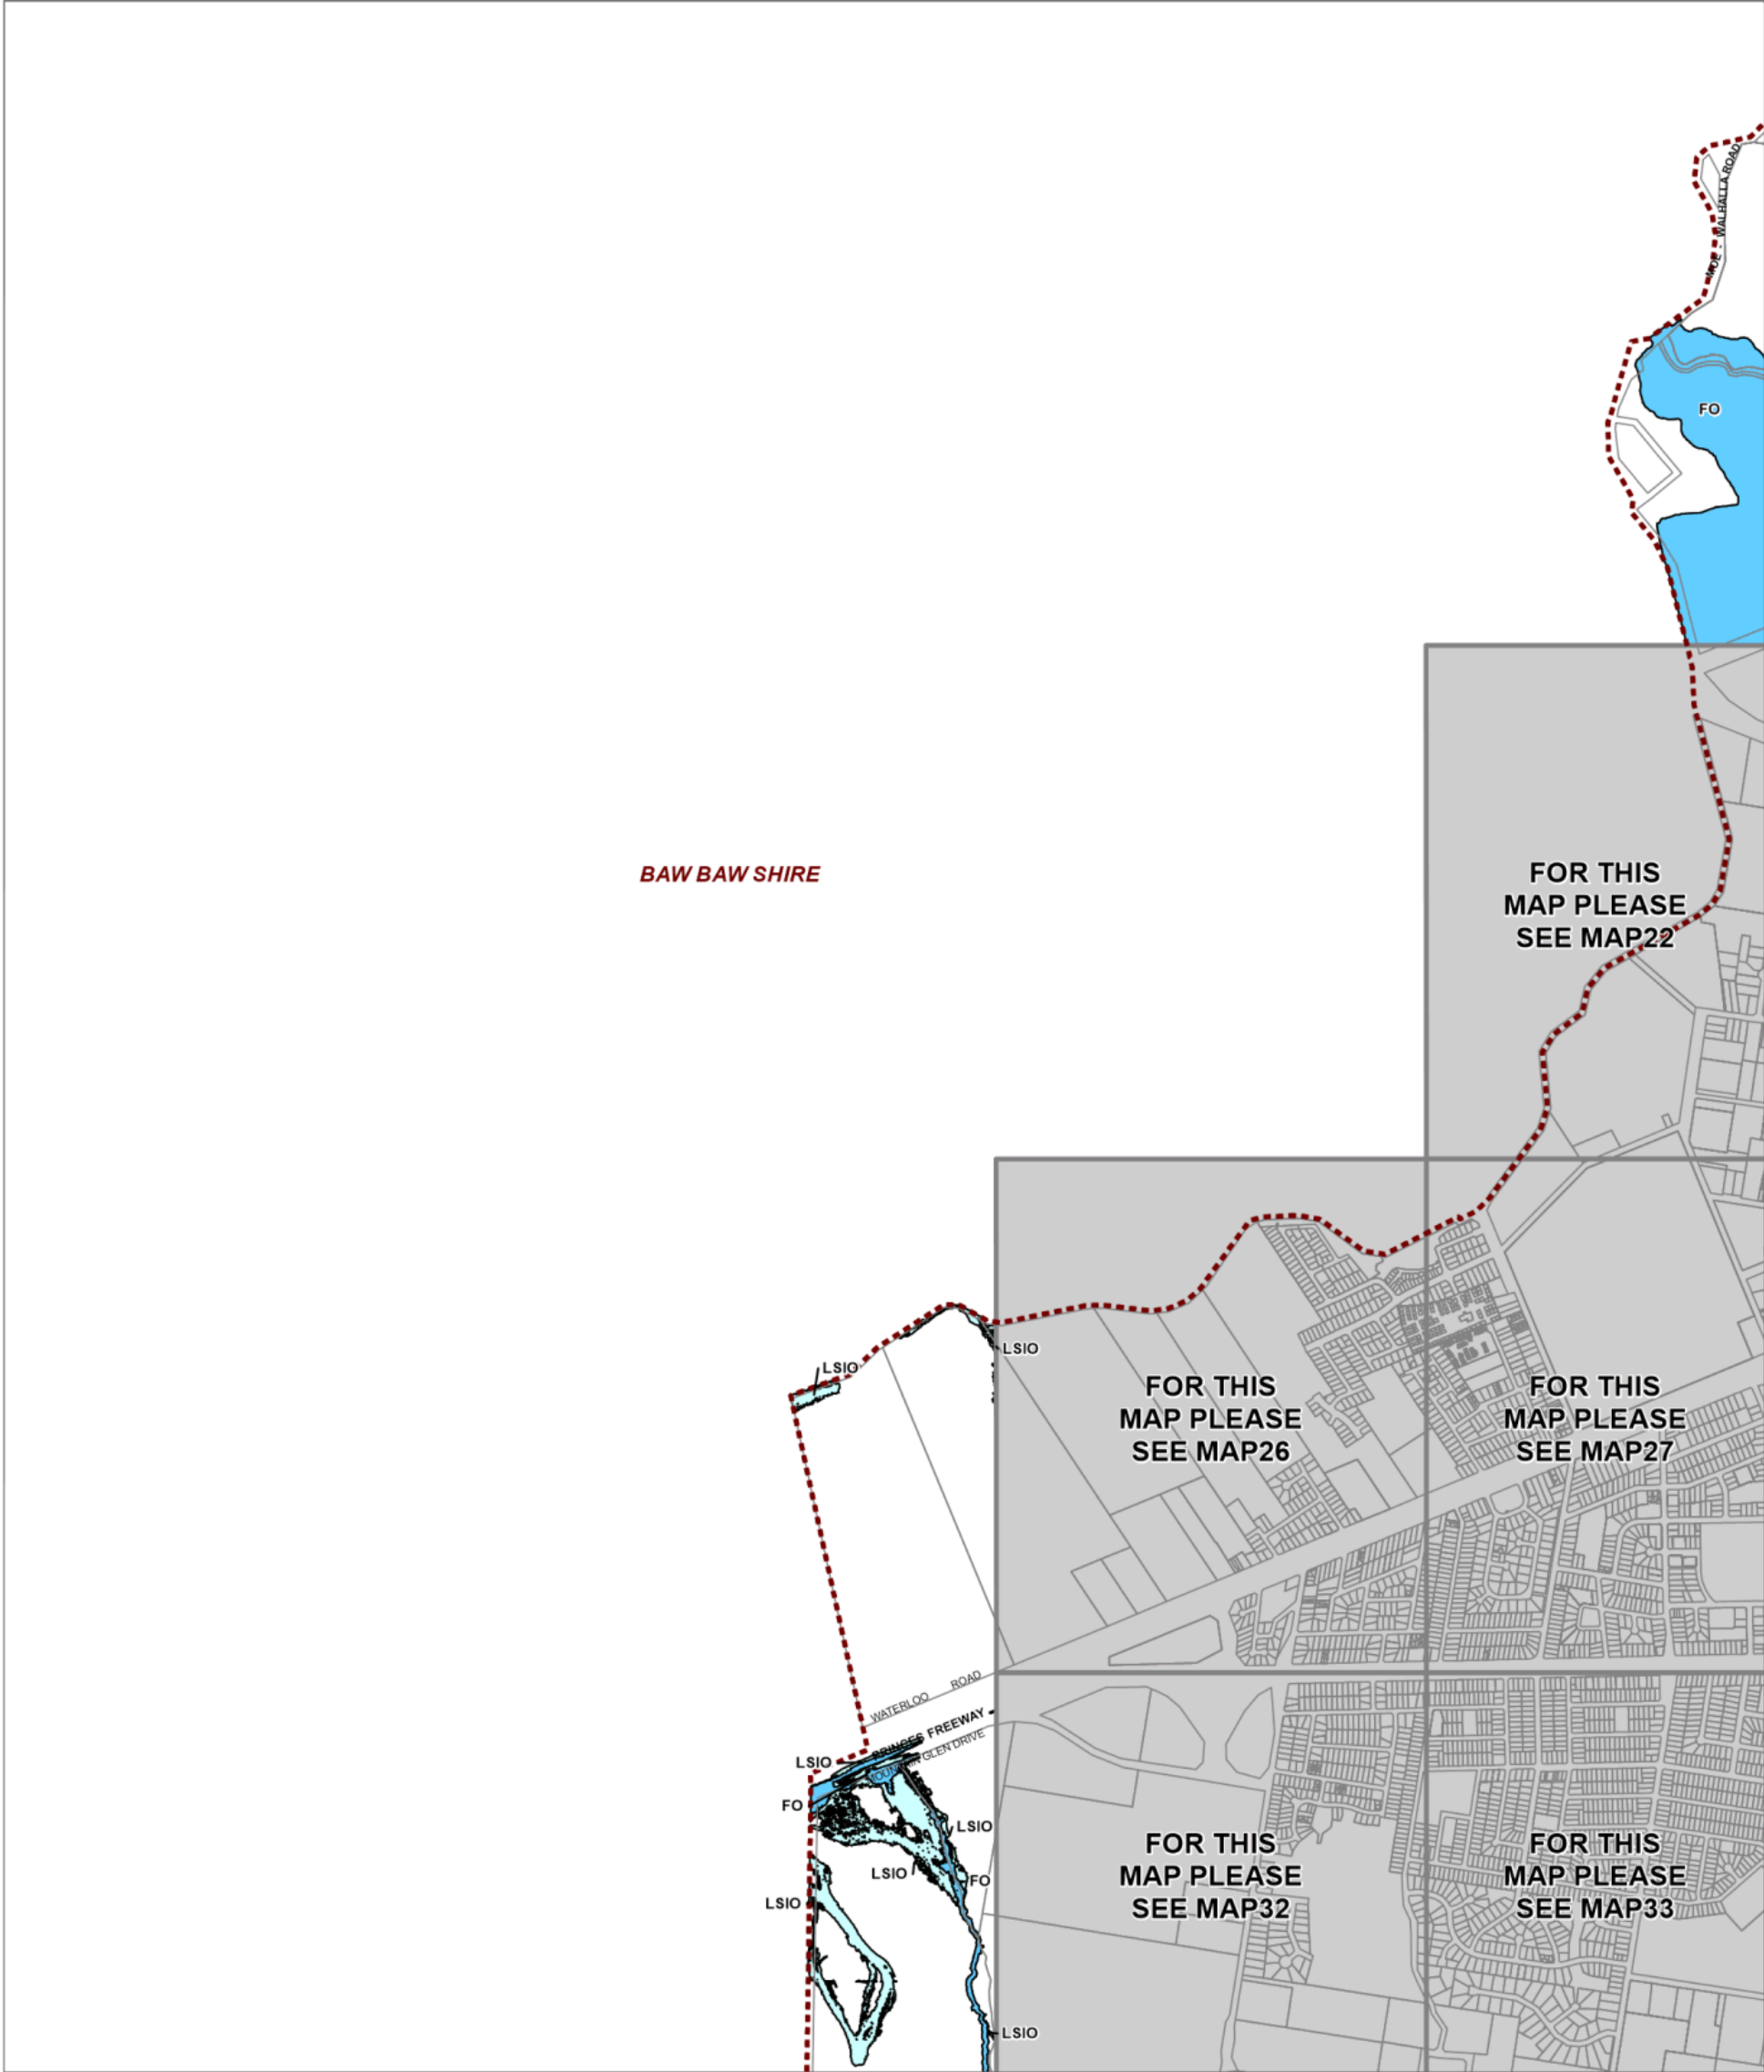 MOE - WALHALLA ROAD
FO
BAW BAW SHIRE
FOR THIS
MAP PLEASE
SEE MAP22
LSIO
LSIO
FOR THIS
MAP PLEASE
SEE MAP26
FOR THIS
MAP PLEASE
SEE MAP27
WATERLOO ROAD
PRINCES FREEWAY
MOUNTAIN GLEN DRIVE
LSIO
FO
LSIO
LSIO
FO
LSIO
FOR THIS
MAP PLEASE
SEE MAP32
FOR THIS
MAP PLEASE
SEE MAP33
LSIO